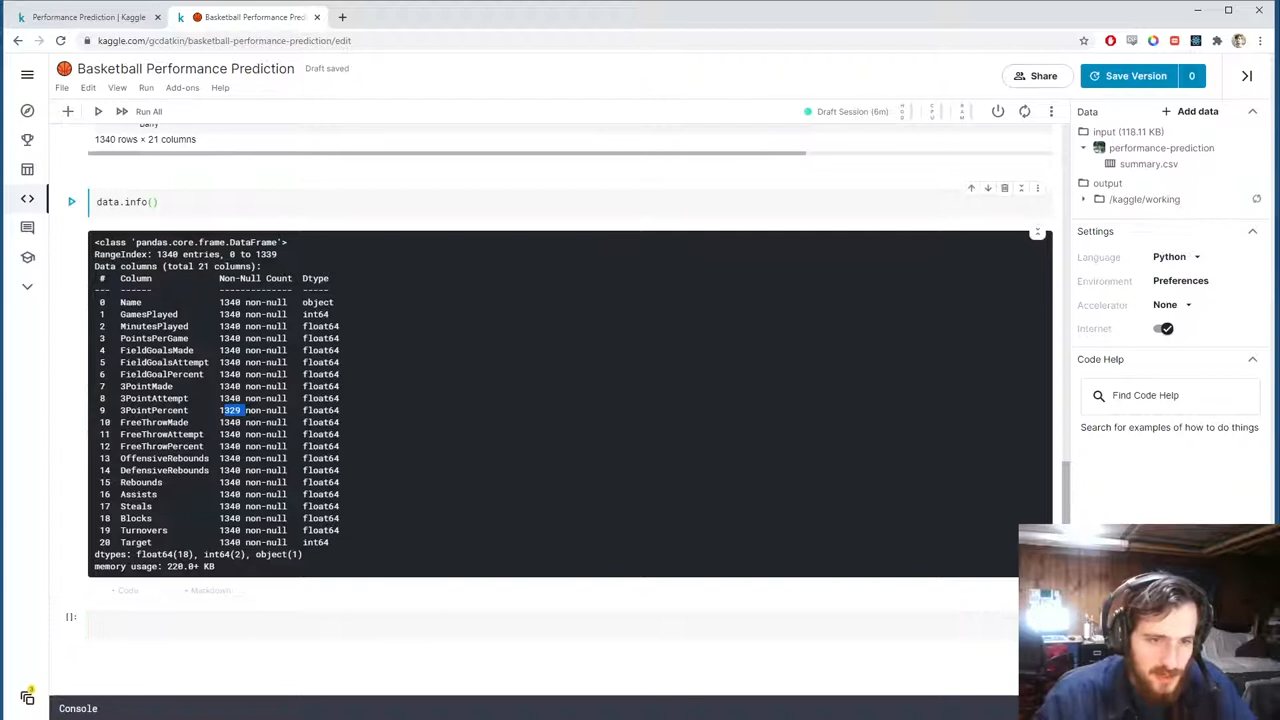 Performance Prediction | Kaggle
Basketball Performance Pred
kaggle.com/gcdatkin/basketball-performance-prediction/edit
Basketball Performance Prediction
Draft saved
Share
Save Version
0
File
Edit
View
Run
Add-ons
Help
Run All
Draft Session (6m)
Data
Add data
input (118.11 KB)
performance-prediction
summary.csv
output
/kaggle/working
Settings
Language
Python
Environment
Preferences
Accelerator
None
Internet
Code Help
Find Code Help
Search for examples of how to do things
1340 rows × 21 columns
data.info()
<class 'pandas.core.frame.DataFrame'>
RangeIndex: 1340 entries, 0 to 1339
Data columns (total 21 columns):
# Column Non-Null Count Dtype
--- ------ -------------- -----
0 Name 1340 non-null object
1 GamesPlayed 1340 non-null int64
2 MinutesPlayed 1340 non-null float64
3 PointsPerGame 1340 non-null float64
4 FieldGoalsMade 1340 non-null float64
5 FieldGoalsAttempt 1340 non-null float64
6 FieldGoalPercent 1340 non-null float64
7 3PointMade 1340 non-null float64
8 3PointAttempt 1340 non-null float64
9 3PointPercent 1329 non-null float64
10 FreeThrowMade 1340 non-null float64
11 FreeThrowAttempt 1340 non-null float64
12 FreeThrowPercent 1340 non-null float64
13 OffensiveRebounds 1340 non-null float64
14 DefensiveRebounds 1340 non-null float64
15 Rebounds 1340 non-null float64
16 Assists 1340 non-null float64
17 Steals 1340 non-null float64
18 Blocks 1340 non-null float64
19 Turnovers 1340 non-null float64
20 Target 1340 non-null int64
dtypes: float64(18), int64(2), object(1)
memory usage: 220.0+ KB
+ Code
+ Markdown
[]:
Console